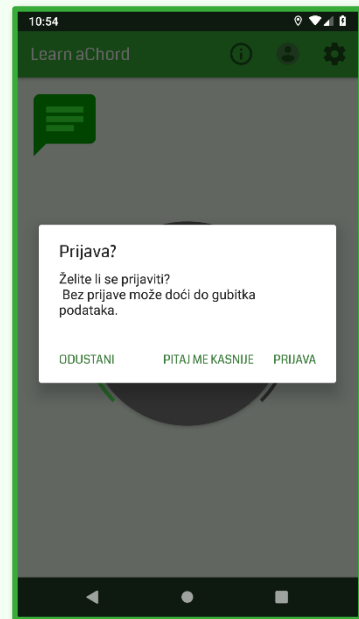 10:54
Learn aChord
Prijava?
Želite li se prijaviti?
Bez prijave može doći do gubitka
podataka.
ODUSTANI PITAJ ME KASNIJE PRIJAVA